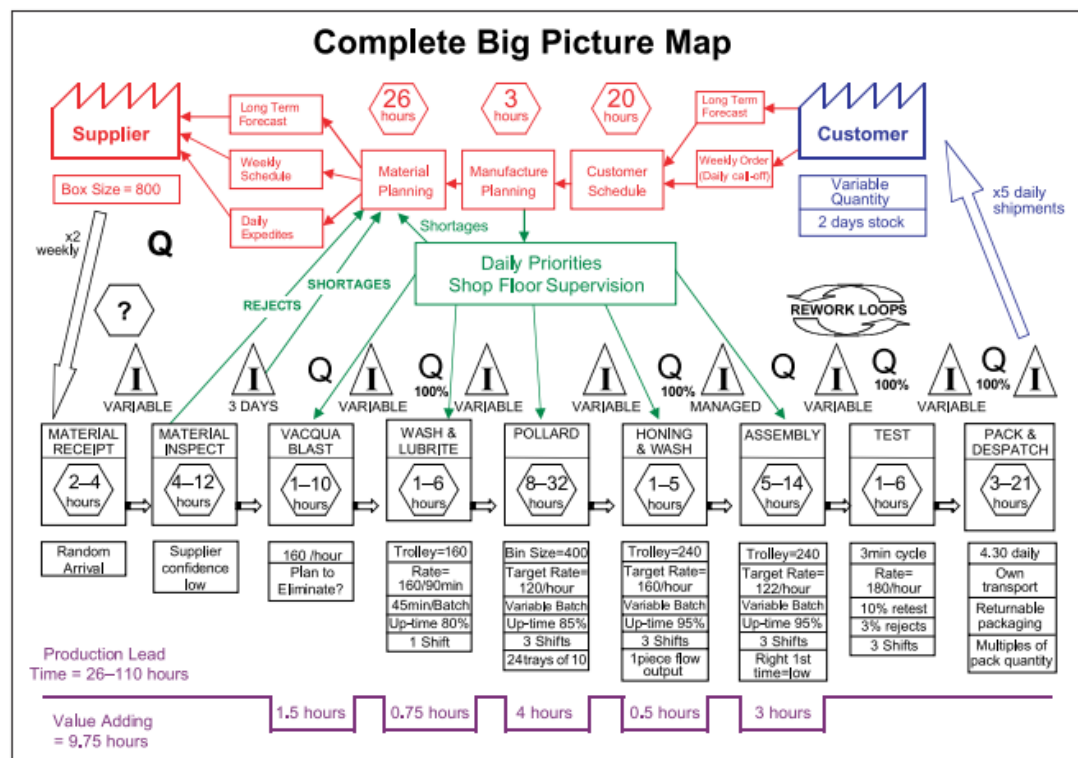 Complete Big Picture Map
Supplier
Box Size = 800
Long Term
Forecast
Weekly
Schedule
Daily
Expedites
26
hours
3
hours
20
hours
Material
Planning
Manufacture
Planning
Customer
Schedule
Long Term
Forecast
Weekly Order
(Daily call-off)
Customer
Variable
Quantity
2 days stock
x5 daily
shipments
x2
weekly
Q
?
REJECTS
SHORTAGES
Shortages
Daily Priorities
Shop Floor Supervision
REWORK LOOPS
I
VARIABLE
I
3 DAYS
Q
I
VARIABLE
Q
100%
I
VARIABLE
I
VARIABLE
Q
100%
I
MANAGED
Q
I
VARIABLE
Q
100%
I
VARIABLE
Q
100%
I
MATERIAL
RECEIPT
2–4
hours
Random
Arrival
MATERIAL
INSPECT
4–12
hours
Supplier
confidence
low
VACQUA
BLAST
1–10
hours
160 /hour
Plan to
Eliminate?
WASH &
LUBRITE
1–6
hours
Trolley=160
Rate=
160/90min
45min/Batch
Up-time 80%
1 Shift
POLLARD
8–32
hours
Bin Size=400
Target Rate=
120/hour
Variable Batch
Up-time 85%
3 Shifts
24trays of 10
HONING
& WASH
1–5
hours
Trolley=240
Target Rate=
160/hour
Variable Batch
Up-time 95%
3 Shifts
1piece flow
output
ASSEMBLY
5–14
hours
Trolley=240
Target Rate=
122/hour
Variable Batch
Up-time 95%
3 Shifts
Right 1st
time=low
TEST
1–6
hours
3min cycle
Rate=
180/hour
10% retest
3% rejects
3 Shifts
PACK &
DESPATCH
3–21
hours
4.30 daily
Own
transport
Returnable
packaging
Multiples of
pack quantity
Production Lead
Time = 26–110 hours
Value Adding
= 9.75 hours
1.5 hours
0.75 hours
4 hours
0.5 hours
3 hours